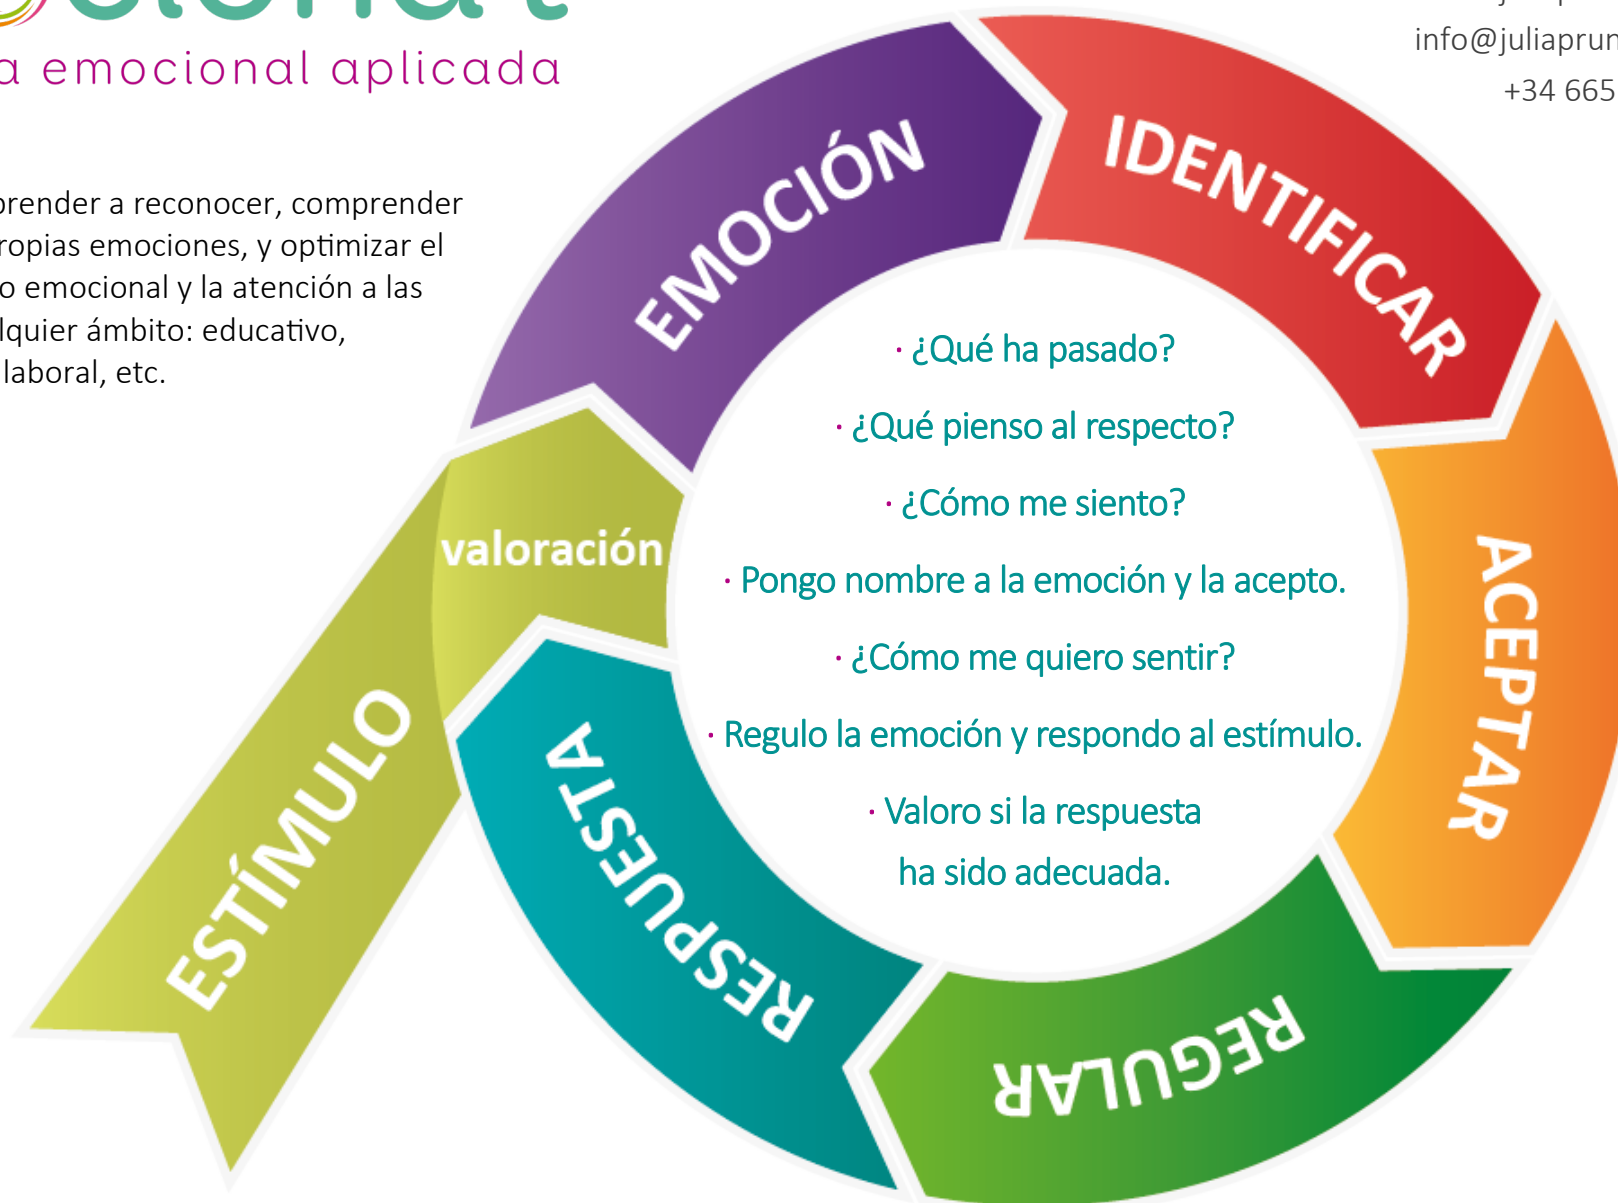 emocional aplicada
info@juliaprun
+34 665
reconocer, comprender
emociones, y optimizar el
emocional y la atención a las
ámbito: educativo,
laboral, etc.
EMOCIÓN
IDENTIFICAR
ACEPTAR
REGULAR
RESPUESTA
valoración
ESTÍMULO
· ¿Qué ha pasado?
· ¿Qué pienso al respecto?
· ¿Cómo me siento?
· Pongo nombre a la emoción y la acepto.
· ¿Cómo me quiero sentir?
· Regulo la emoción y respondo al estímulo.
· Valoro si la respuesta
ha sido adecuada.